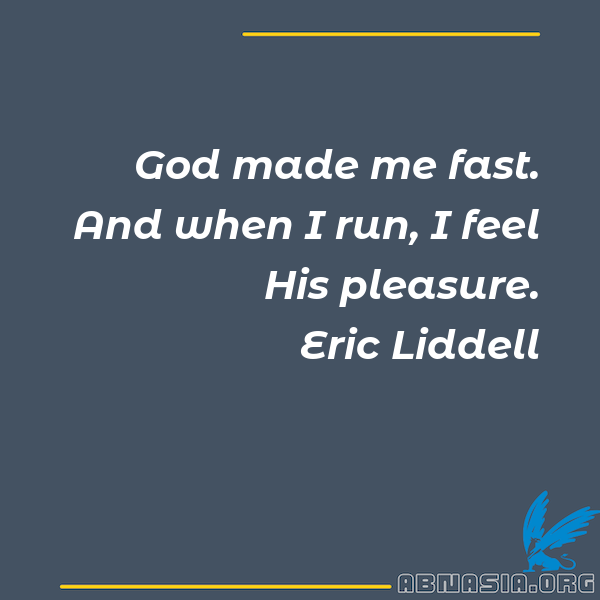 God made me fast.
And when I run, I feel
His pleasure.
Eric Liddell
ABNASIA.ORG